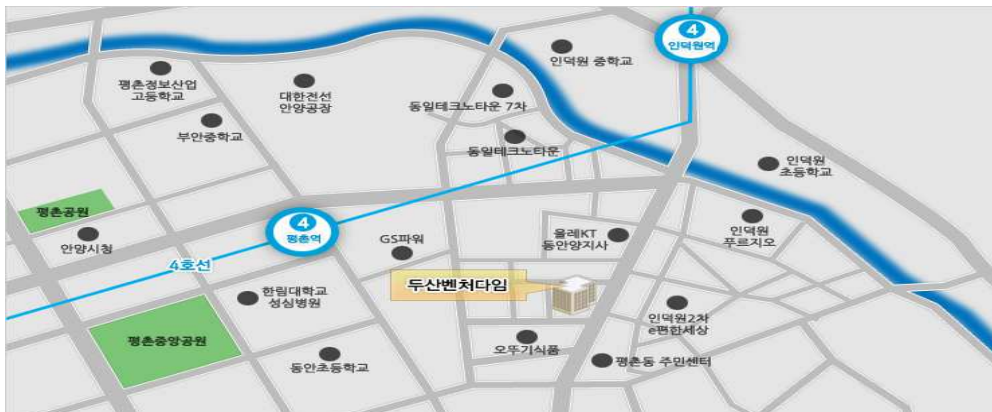 4
인덕원역
인덕원 중학교
평촌정보산업
고등학교
대한전선
안양공장
동일테크노타운 7차
부안중학교
동일테크노타운
인덕원
초등학교
평촌공원
안양시청
4
평촌역
GS파워
올레KT
동안양지사
인덕원
푸르지오
4호선
두산벤처다임
한림대학교
성심병원
인덕원2차
e편한세상
평촌중앙공원
동안초등학교
오뚜기식품
평촌동 주민센터